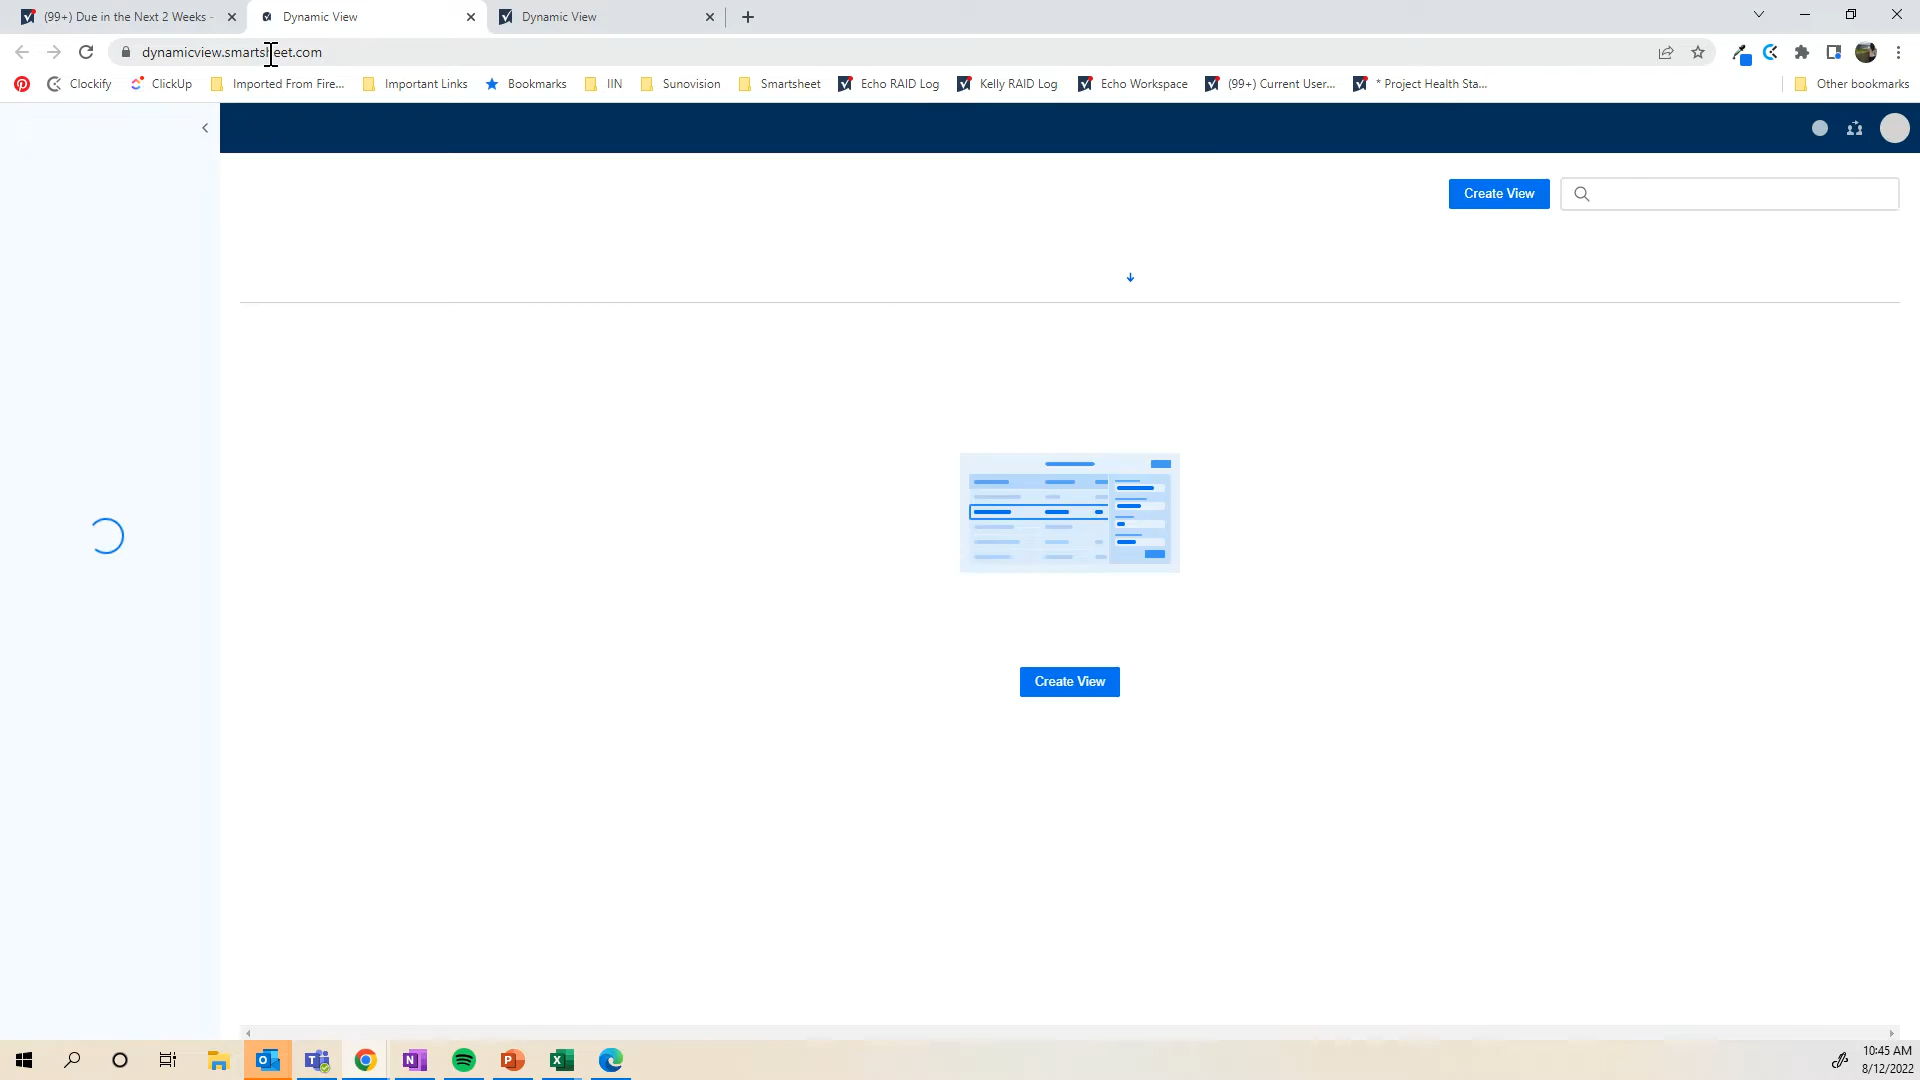 (99+) Due in the Next 2 Weeks -
Dynamic View
Dynamic View
dynamicview.smartsheet.com
Clockify
ClickUp
Imported From Fire...
Important Links
Bookmarks
IIN
Sunovision
Smartsheet
Echo RAID Log
Kelly RAID Log
Echo Workspace
(99+) Current User...
* Project Health Sta...
Other bookmarks
Create View
Create View
10:45 AM
8/12/2022